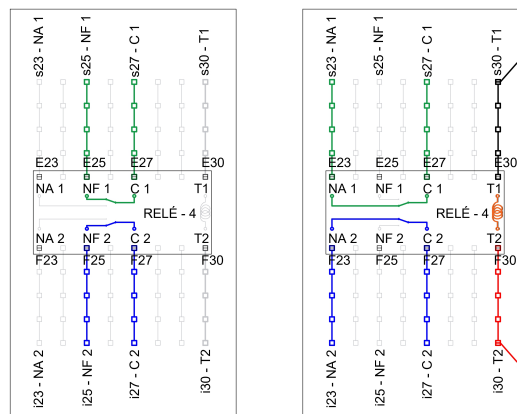 s23 - NA 1 s25 - NF 1 s27 - C 1 s30 - T1
E23 E25 E27 E30
NA 1 NF 1 C 1 T1
RELÉ - 4
NA 2 NF 2 C 2 T2
F23 F25 F27 F30
i23 - NA 2 i25 - NF 2 i27 - C 2 i30 - T2
s23 - NA 1 s25 - NF 1 s27 - C 1 s30 - T1
E23 E25 E27 E30
NA 1 NF 1 C 1 T1
RELÉ - 4
NA 2 NF 2 C 2 T2
F23 F25 F27 F30
i23 - NA 2 i25 - NF 2 i27 - C 2 i30 - T2